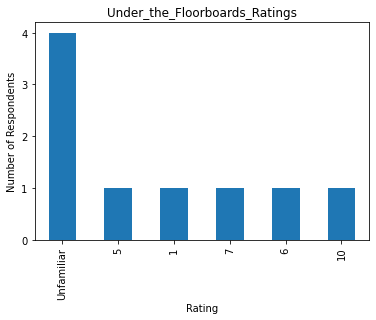 Under_the_Floorboards_Ratings
Number of Respondents
4
3
2
1
0
Unfamiliar
5
1
7
6
10
Rating